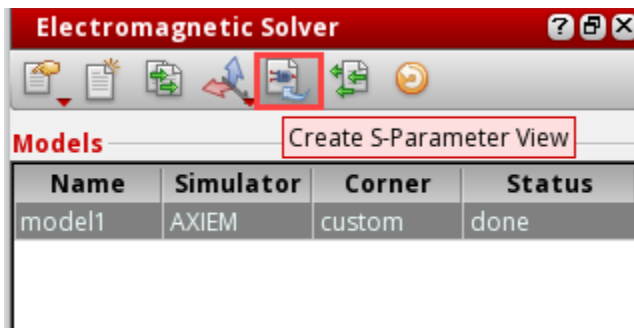 Electromagnetic Solver ?
Create S-Parameter View
Models
Name Simulator Corner Status
model1 AXIEM custom done